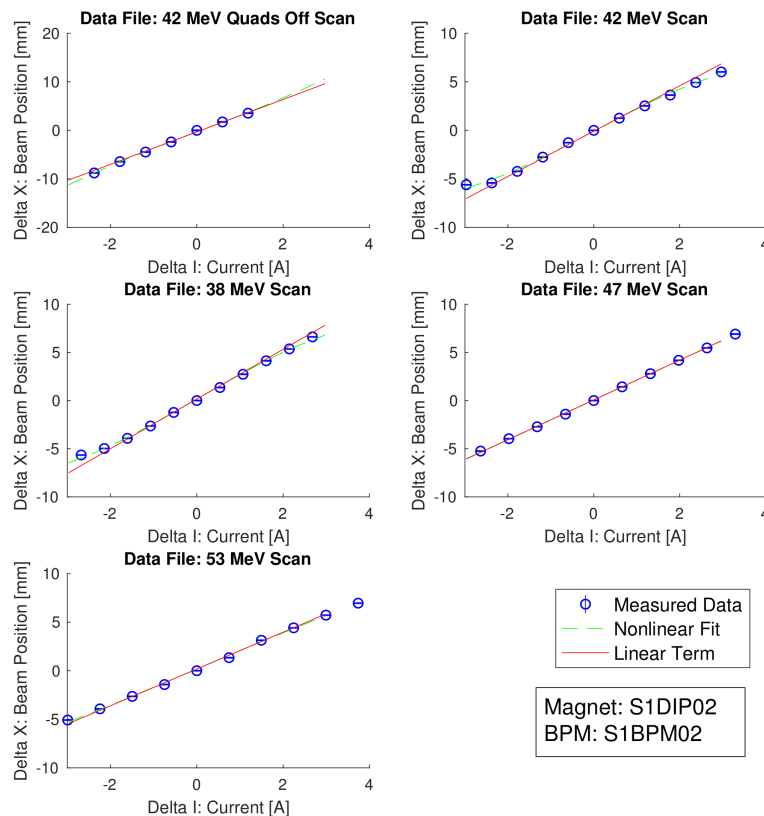 Data File: 42 MeV Quads Off Scan
Delta X: Beam Position [mm]
20
10
0
-10
-20
-2
0
2
4
Delta I: Current [A]
Data File: 42 MeV Scan
Delta X: Beam Position [mm]
10
5
0
-5
-10
-2
0
2
4
Delta I: Current [A]
Data File: 38 MeV Scan
Delta X: Beam Position [mm]
10
5
0
-5
-10
-2
0
2
4
Delta I: Current [A]
Data File: 47 MeV Scan
Delta X: Beam Position [mm]
10
5
0
-5
-10
-2
0
2
4
Delta I: Current [A]
Data File: 53 MeV Scan
Delta X: Beam Position [mm]
10
5
0
-5
-10
-2
0
2
4
Delta I: Current [A]
Measured Data
Nonlinear Fit
Linear Term
Magnet: S1DIP02
BPM: S1BPM02